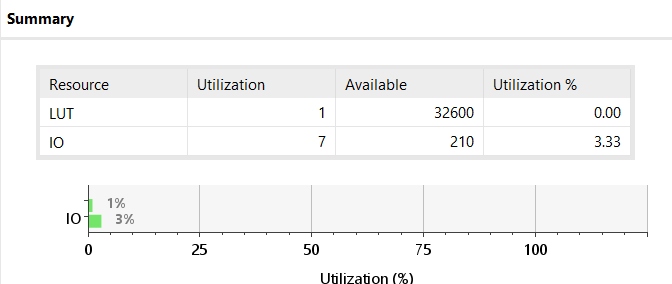 Summary
Resource Utilization Available Utilization %
LUT 1 32600 0.00
IO 7 210 3.33
1%
IO 3%
0 25 50 75 100
Utilization (%)